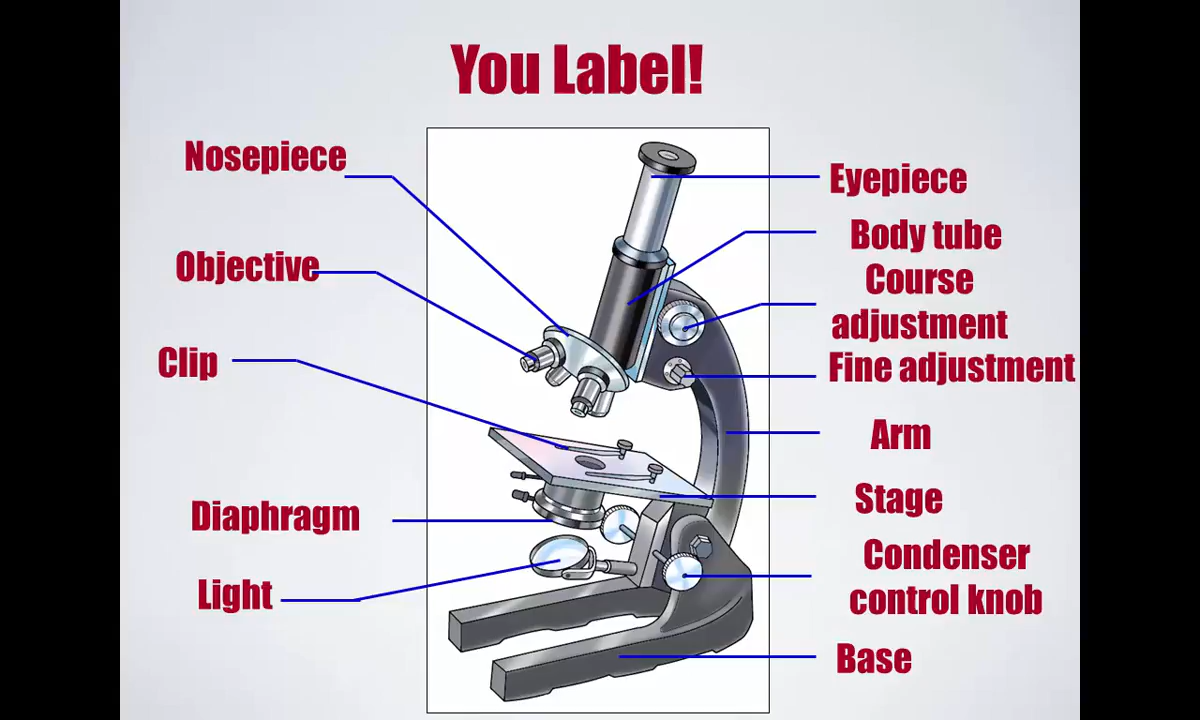 You Label!
Nosepiece
Objective
Clip
Diaphragm
Light
Eyepiece
Body tube
Course
adjustment
Fine adjustment
Arm
Stage
Condenser
control knob
Base